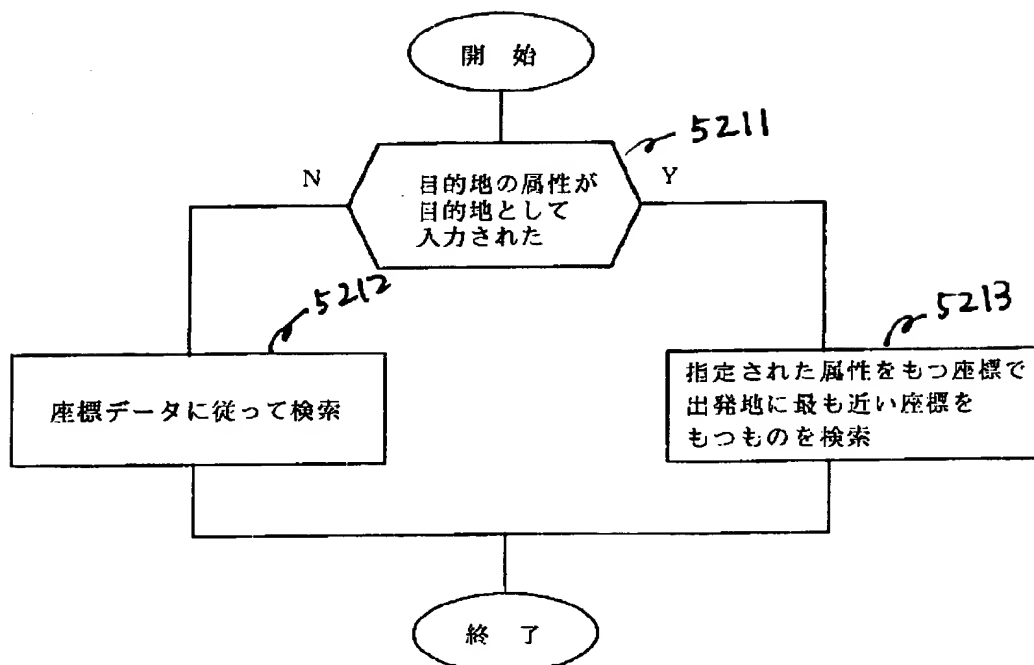 開 始
5211
N
Y
目的地の属性が
目的地として
入力された
5212
5213
座標データに従って検索
指定された属性をもつ座標で
出発地に最も近い座標を
もつものを検索
終 了